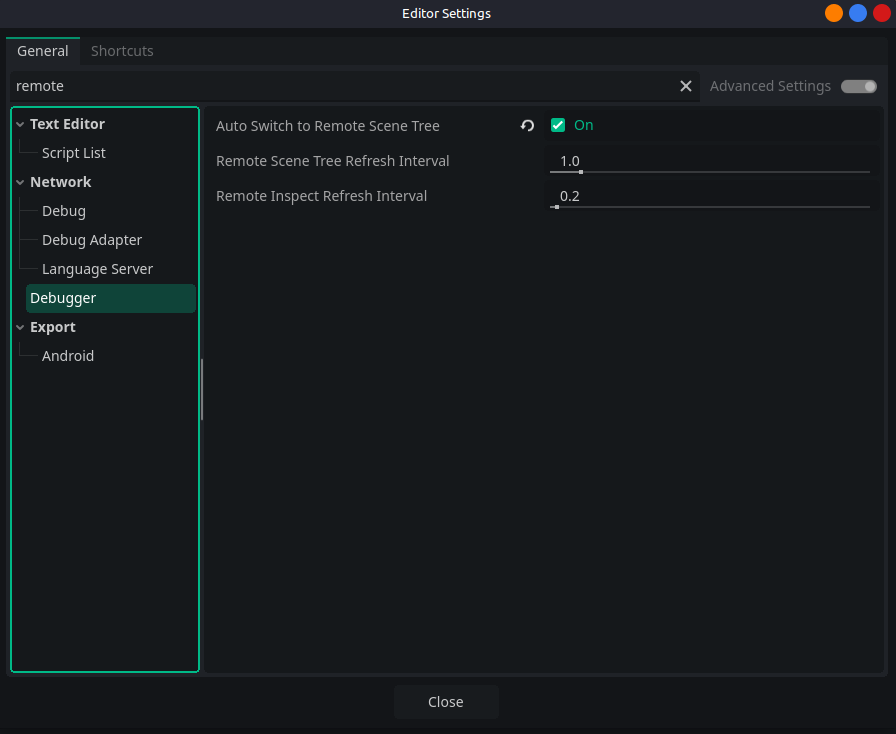 Editor Settings
General
Shortcuts
remote
Advanced Settings
Text Editor
Script List
Network
Debug
Debug Adapter
Language Server
Debugger
Export
Android
Auto Switch to Remote Scene Tree
On
Remote Scene Tree Refresh Interval
1.0
Remote Inspect Refresh Interval
0.2
Close